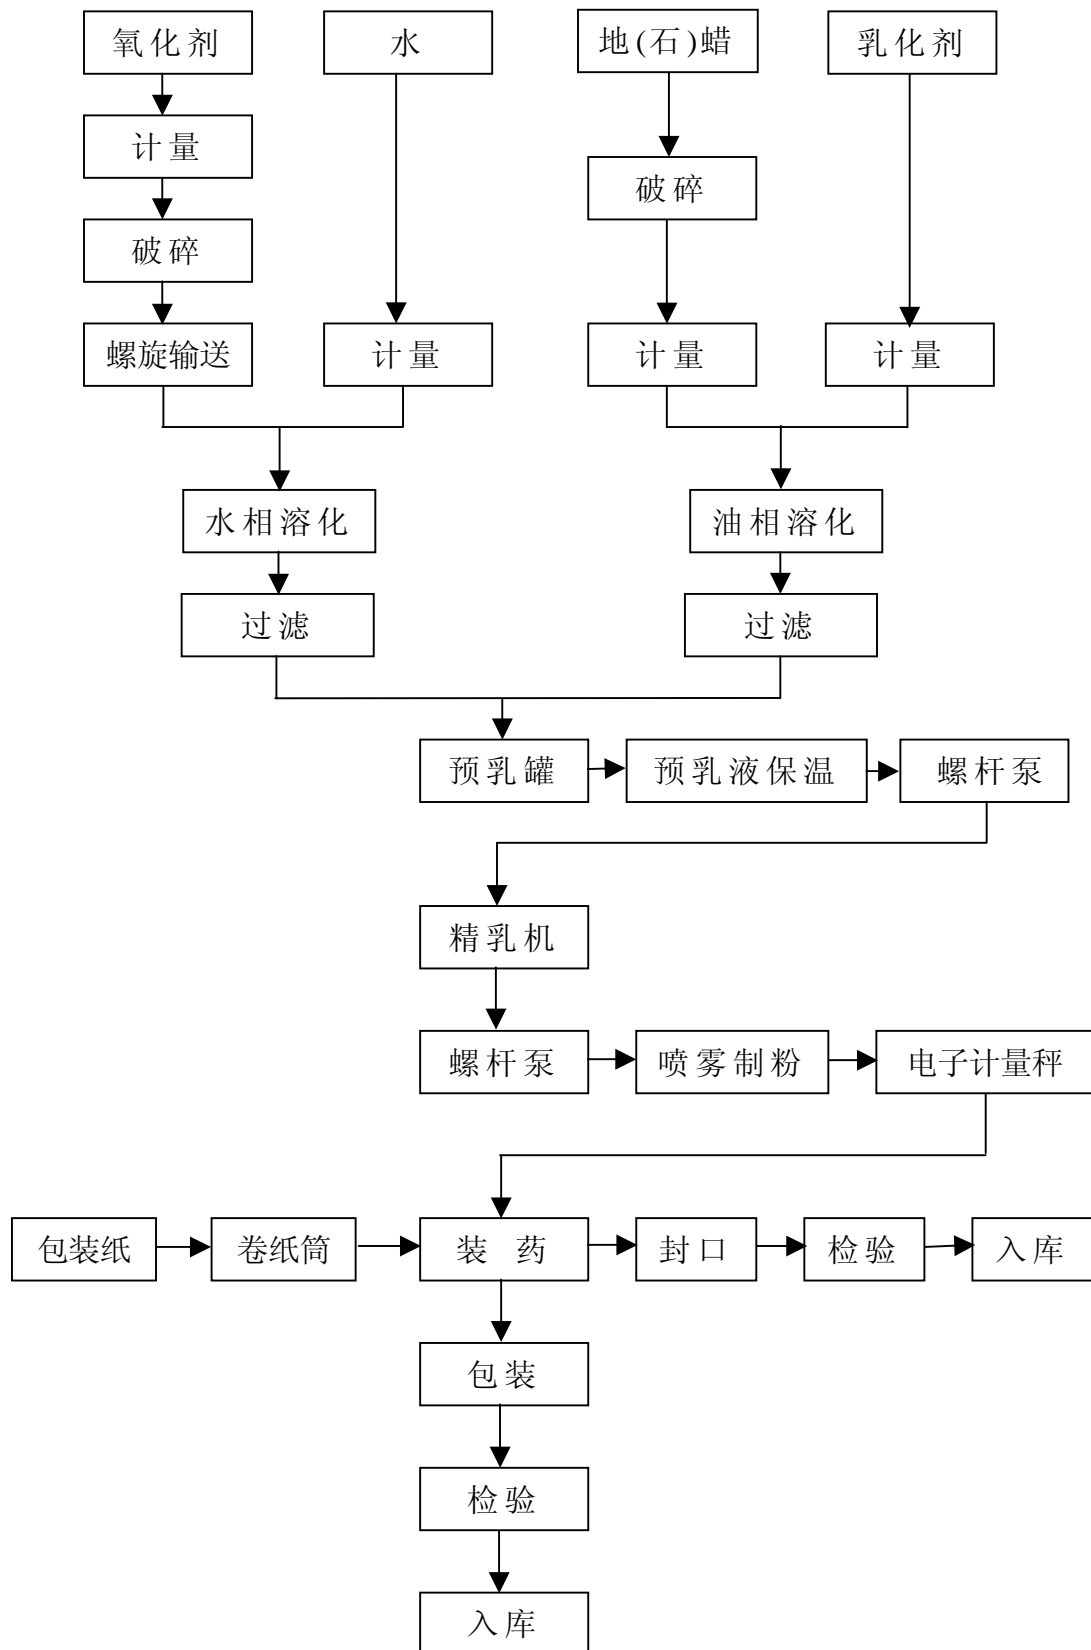 氧化剂
水
地(石)蜡
乳化剂
计量
破碎
破碎
螺旋输送
计量
计量
计量
水相溶化
油相溶化
过滤
过滤
预乳罐
预乳液保温
螺杆泵
精乳机
螺杆泵
喷雾制粉
电子计量秤
包装纸
卷纸筒
装 药
封口
检验
入库
包装
检验
入库